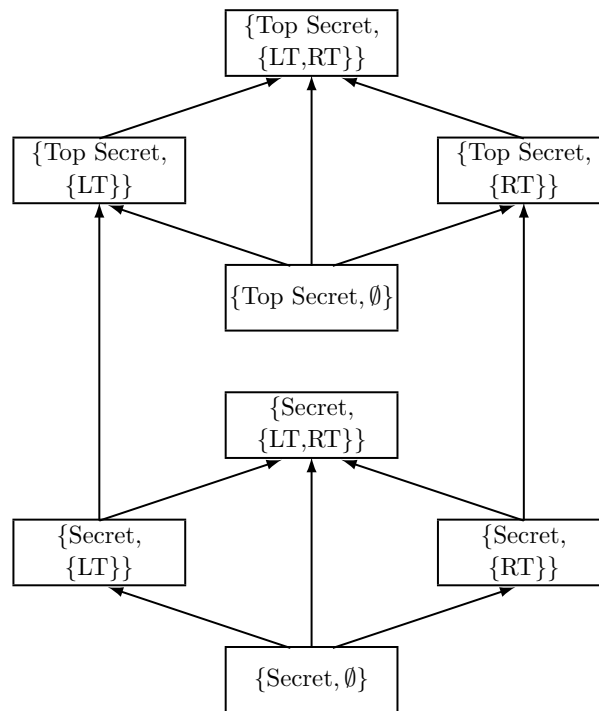 {Top Secret,
{LT,RT}}
{Top Secret,
{LT}}
{Top Secret,
{RT}}
{Top Secret, ∅}
{Secret,
{LT,RT}}
{Secret,
{LT}}
{Secret,
{RT}}
{Secret, ∅}